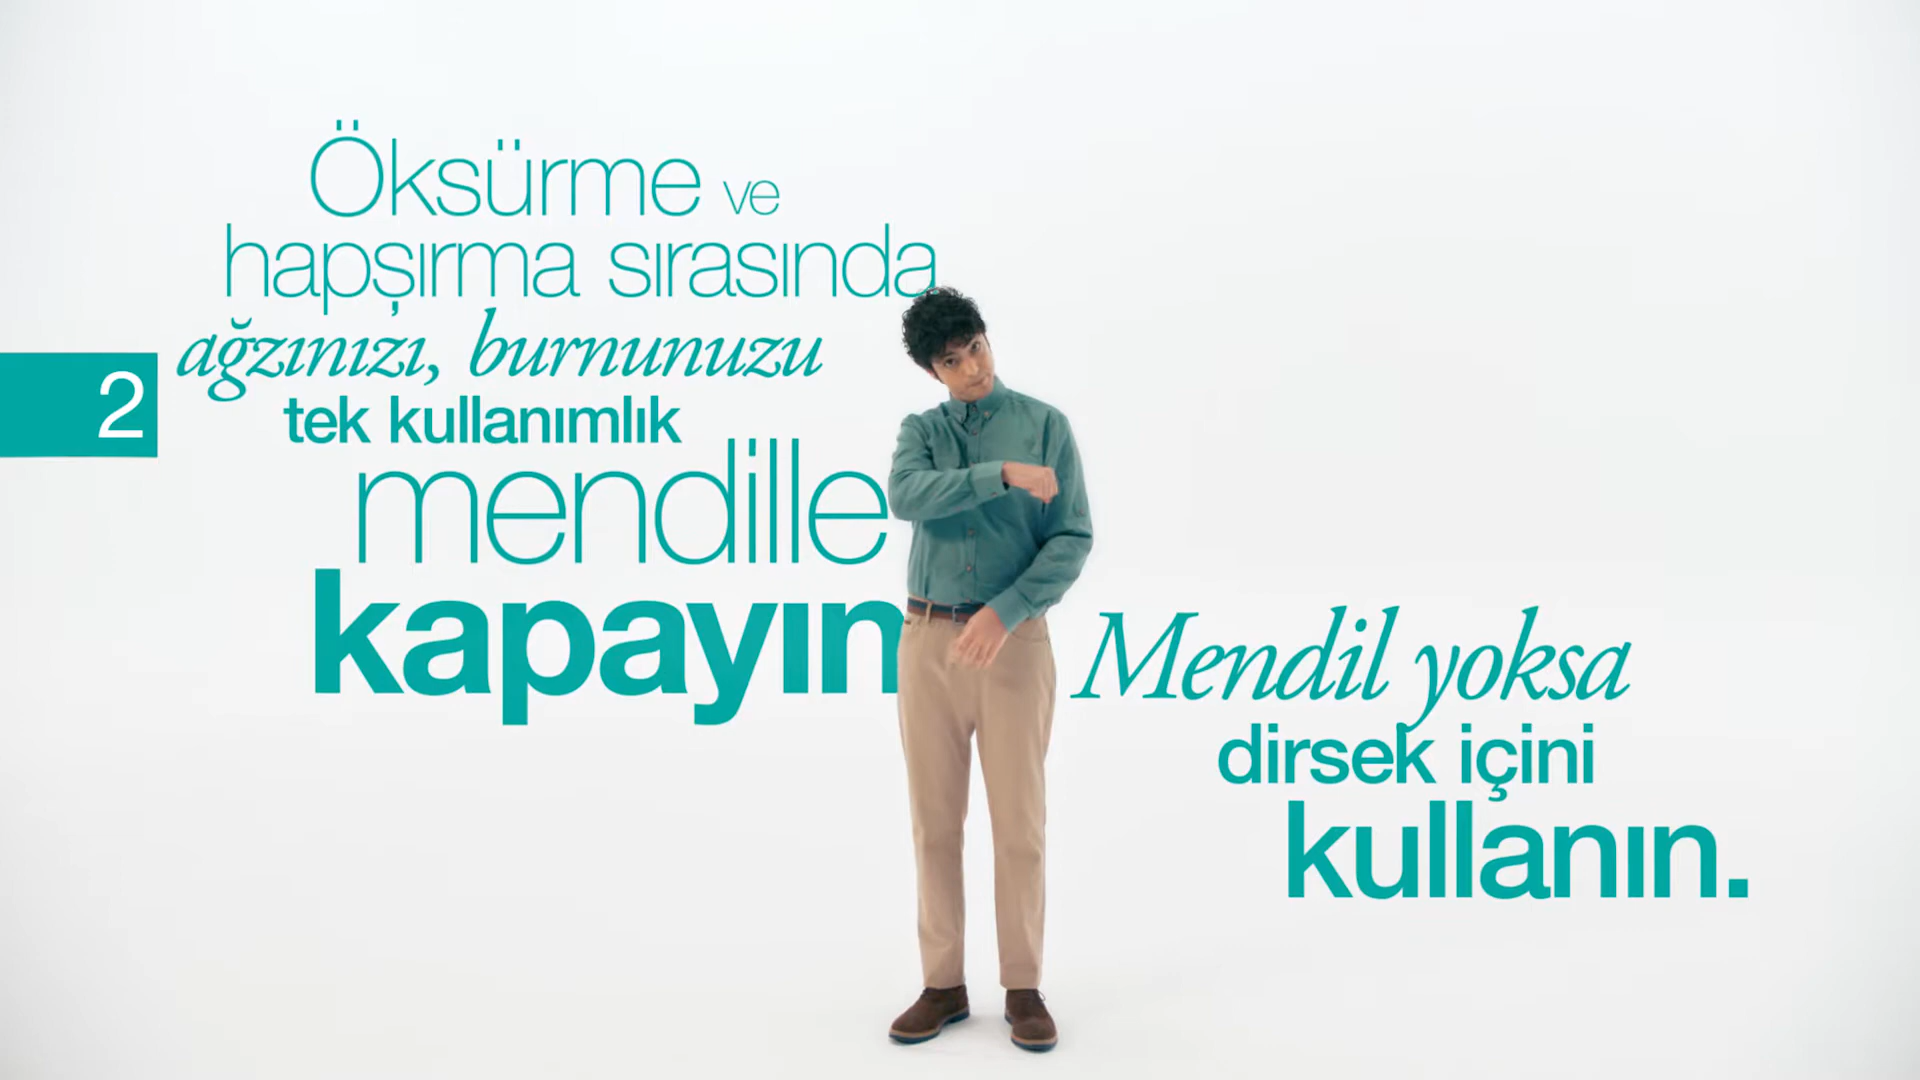 2
Öksürme ve
hapşırma sırasında
ağzınızı, burnunuzu
tek kullanımlık
mendille
kapayın
Mendil yoksa
dirsek içini
kullanın.